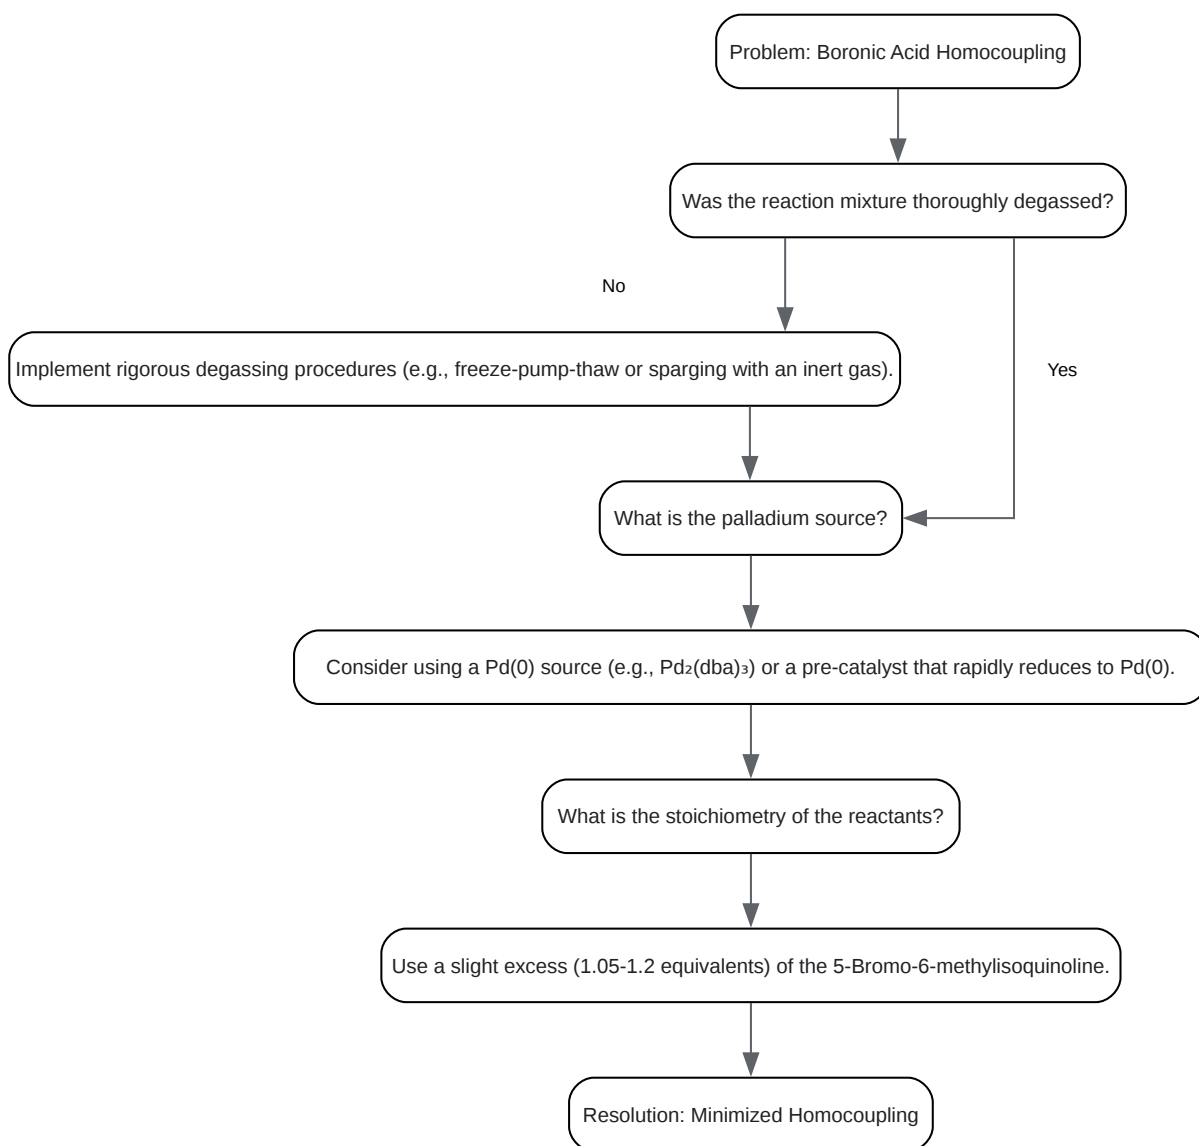 Problem: Boronic Acid Homocoupling
Was the reaction mixture thoroughly degassed?
No
Implement rigorous degassing procedures (e.g., freeze-pump-thaw or sparging with an inert gas).
Yes
What is the palladium source?
Consider using a Pd(0) source (e.g., Pd₂(dba)₃) or a pre-catalyst that rapidly reduces to Pd(0).
What is the stoichiometry of the reactants?
Use a slight excess (1.05-1.2 equivalents) of the 5-Bromo-6-methylisoquinoline.
Resolution: Minimized Homocoupling